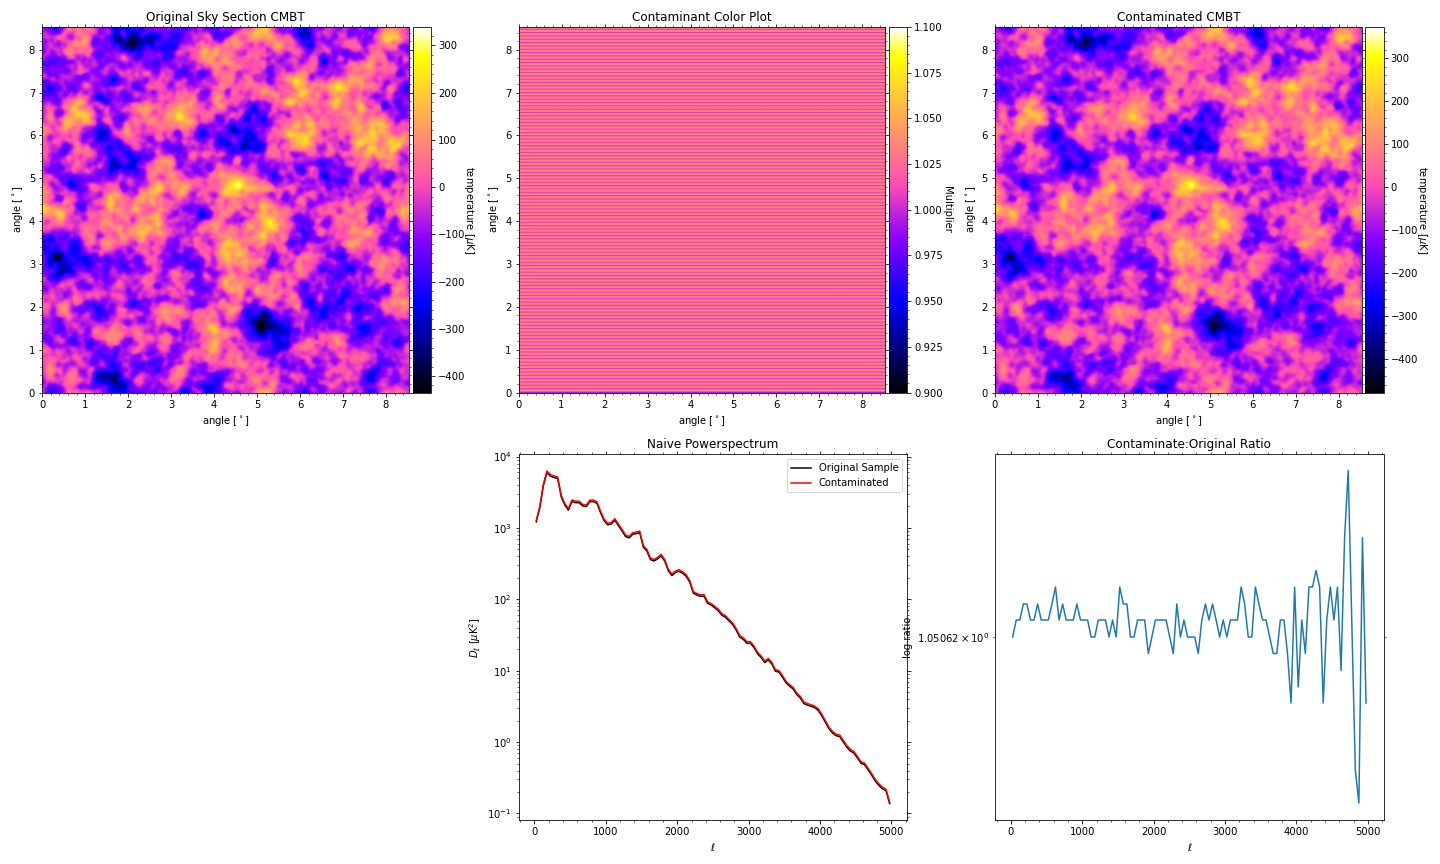 Original Sky Section CMBT
Contaminant Color Plot
Contaminated CMBT
angle [°]
8
7
6
5
4
3
2
1
0
0 1 2 3 4 5 6 7 8
angle [°]
300
200
100
0
−100
−200
−300
−400
temperature [μK]
angle [°]
8
7
6
5
4
3
2
1
0
0 1 2 3 4 5 6 7 8
angle [°]
1.100
1.075
1.050
1.025
1.000
0.975
0.950
0.925
0.900
Multiplier
angle [°]
8
7
6
5
4
3
2
1
0
0 1 2 3 4 5 6 7 8
angle [°]
300
200
100
0
−100
−200
−300
−400
temperature [μK]
Naive Powerspectrum
Original Sample
Contaminated
D_ℓ [μK²]
10⁴
10³
10²
10¹
10⁰
10⁻¹
0 1000 2000 3000 4000 5000
ℓ
Contaminate:Original Ratio
log ratio
1.05062 × 10⁰
0 1000 2000 3000 4000 5000
ℓ